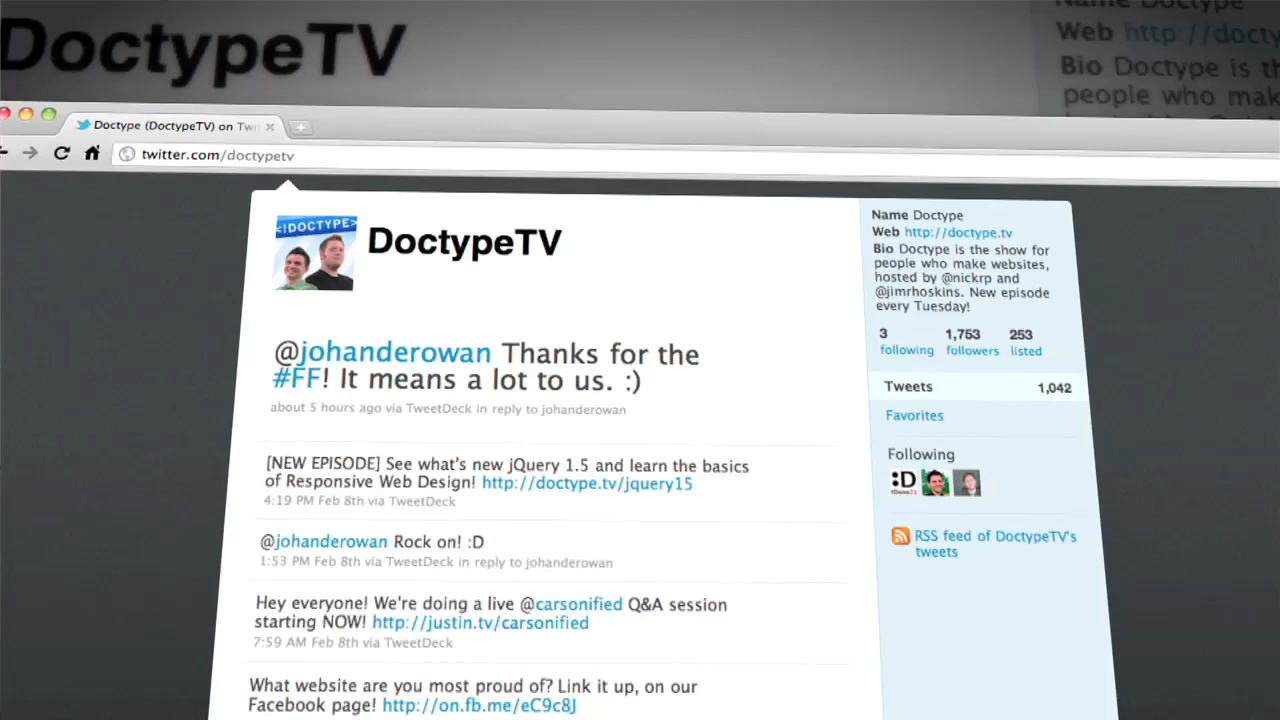 DoctypeTV
Name Doctype
Web http://docty
Bio Doctype is th
people who mak
Doctype (DoctypeTV) on Twi
twitter.com/doctypetv
<!DOCTYPE>
DoctypeTV
@johanderowan Thanks for the
#FF! It means a lot to us. :)
about 5 hours ago via TweetDeck in reply to johanderowan
[NEW EPISODE] See what's new jQuery 1.5 and learn the basics
of Responsive Web Design! http://doctype.tv/jquery15
4:19 PM Feb 8th via TweetDeck
@johanderowan Rock on! :D
1:53 PM Feb 8th via TweetDeck in reply to johanderowan
Hey everyone! We're doing a live @carsonified Q&A session
starting NOW! http://justin.tv/carsonified
7:59 AM Feb 8th via TweetDeck
What website are you most proud of? Link it up, on our
Facebook page! http://on.fb.me/eC9c8J
Name Doctype
Web http://doctype.tv
Bio Doctype is the show for
people who make websites,
hosted by @nickrp and
@jimrhoskins. New episode
every Tuesday!
3 1,753 253
following followers listed
Tweets 1,042
Favorites
Following
:D
RSS feed of DoctypeTV's
tweets